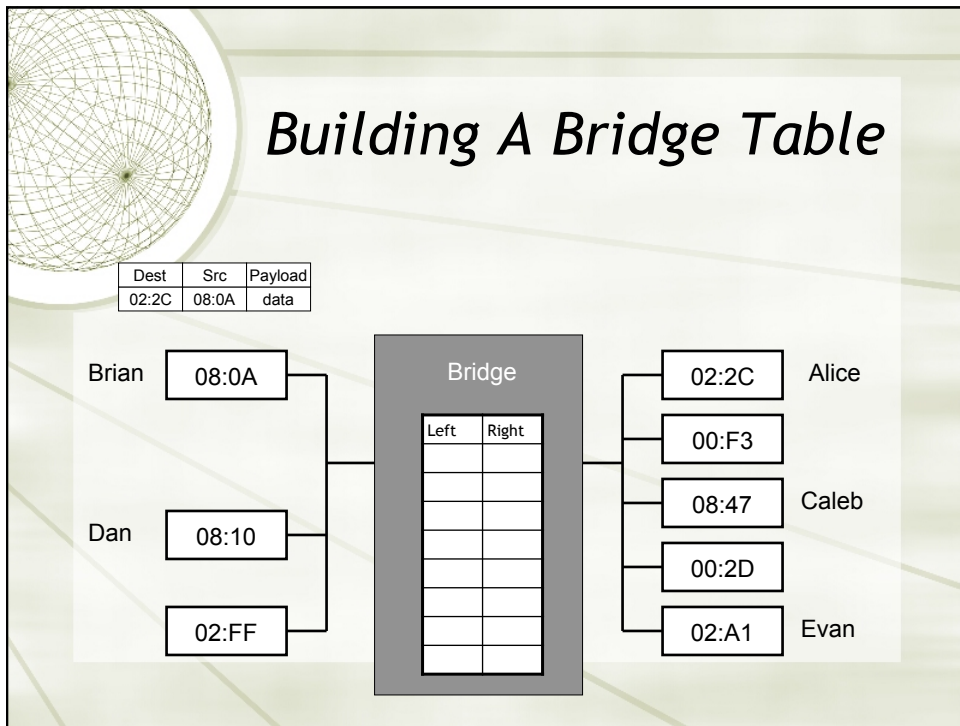 Building A Bridge Table
Dest Src Payload
02:2C 08:0A data
Brian 08:0A
Dan 08:10
02:FF
Bridge
Left Right
02:2C Alice
00:F3
08:47 Caleb
00:2D
02:A1 Evan